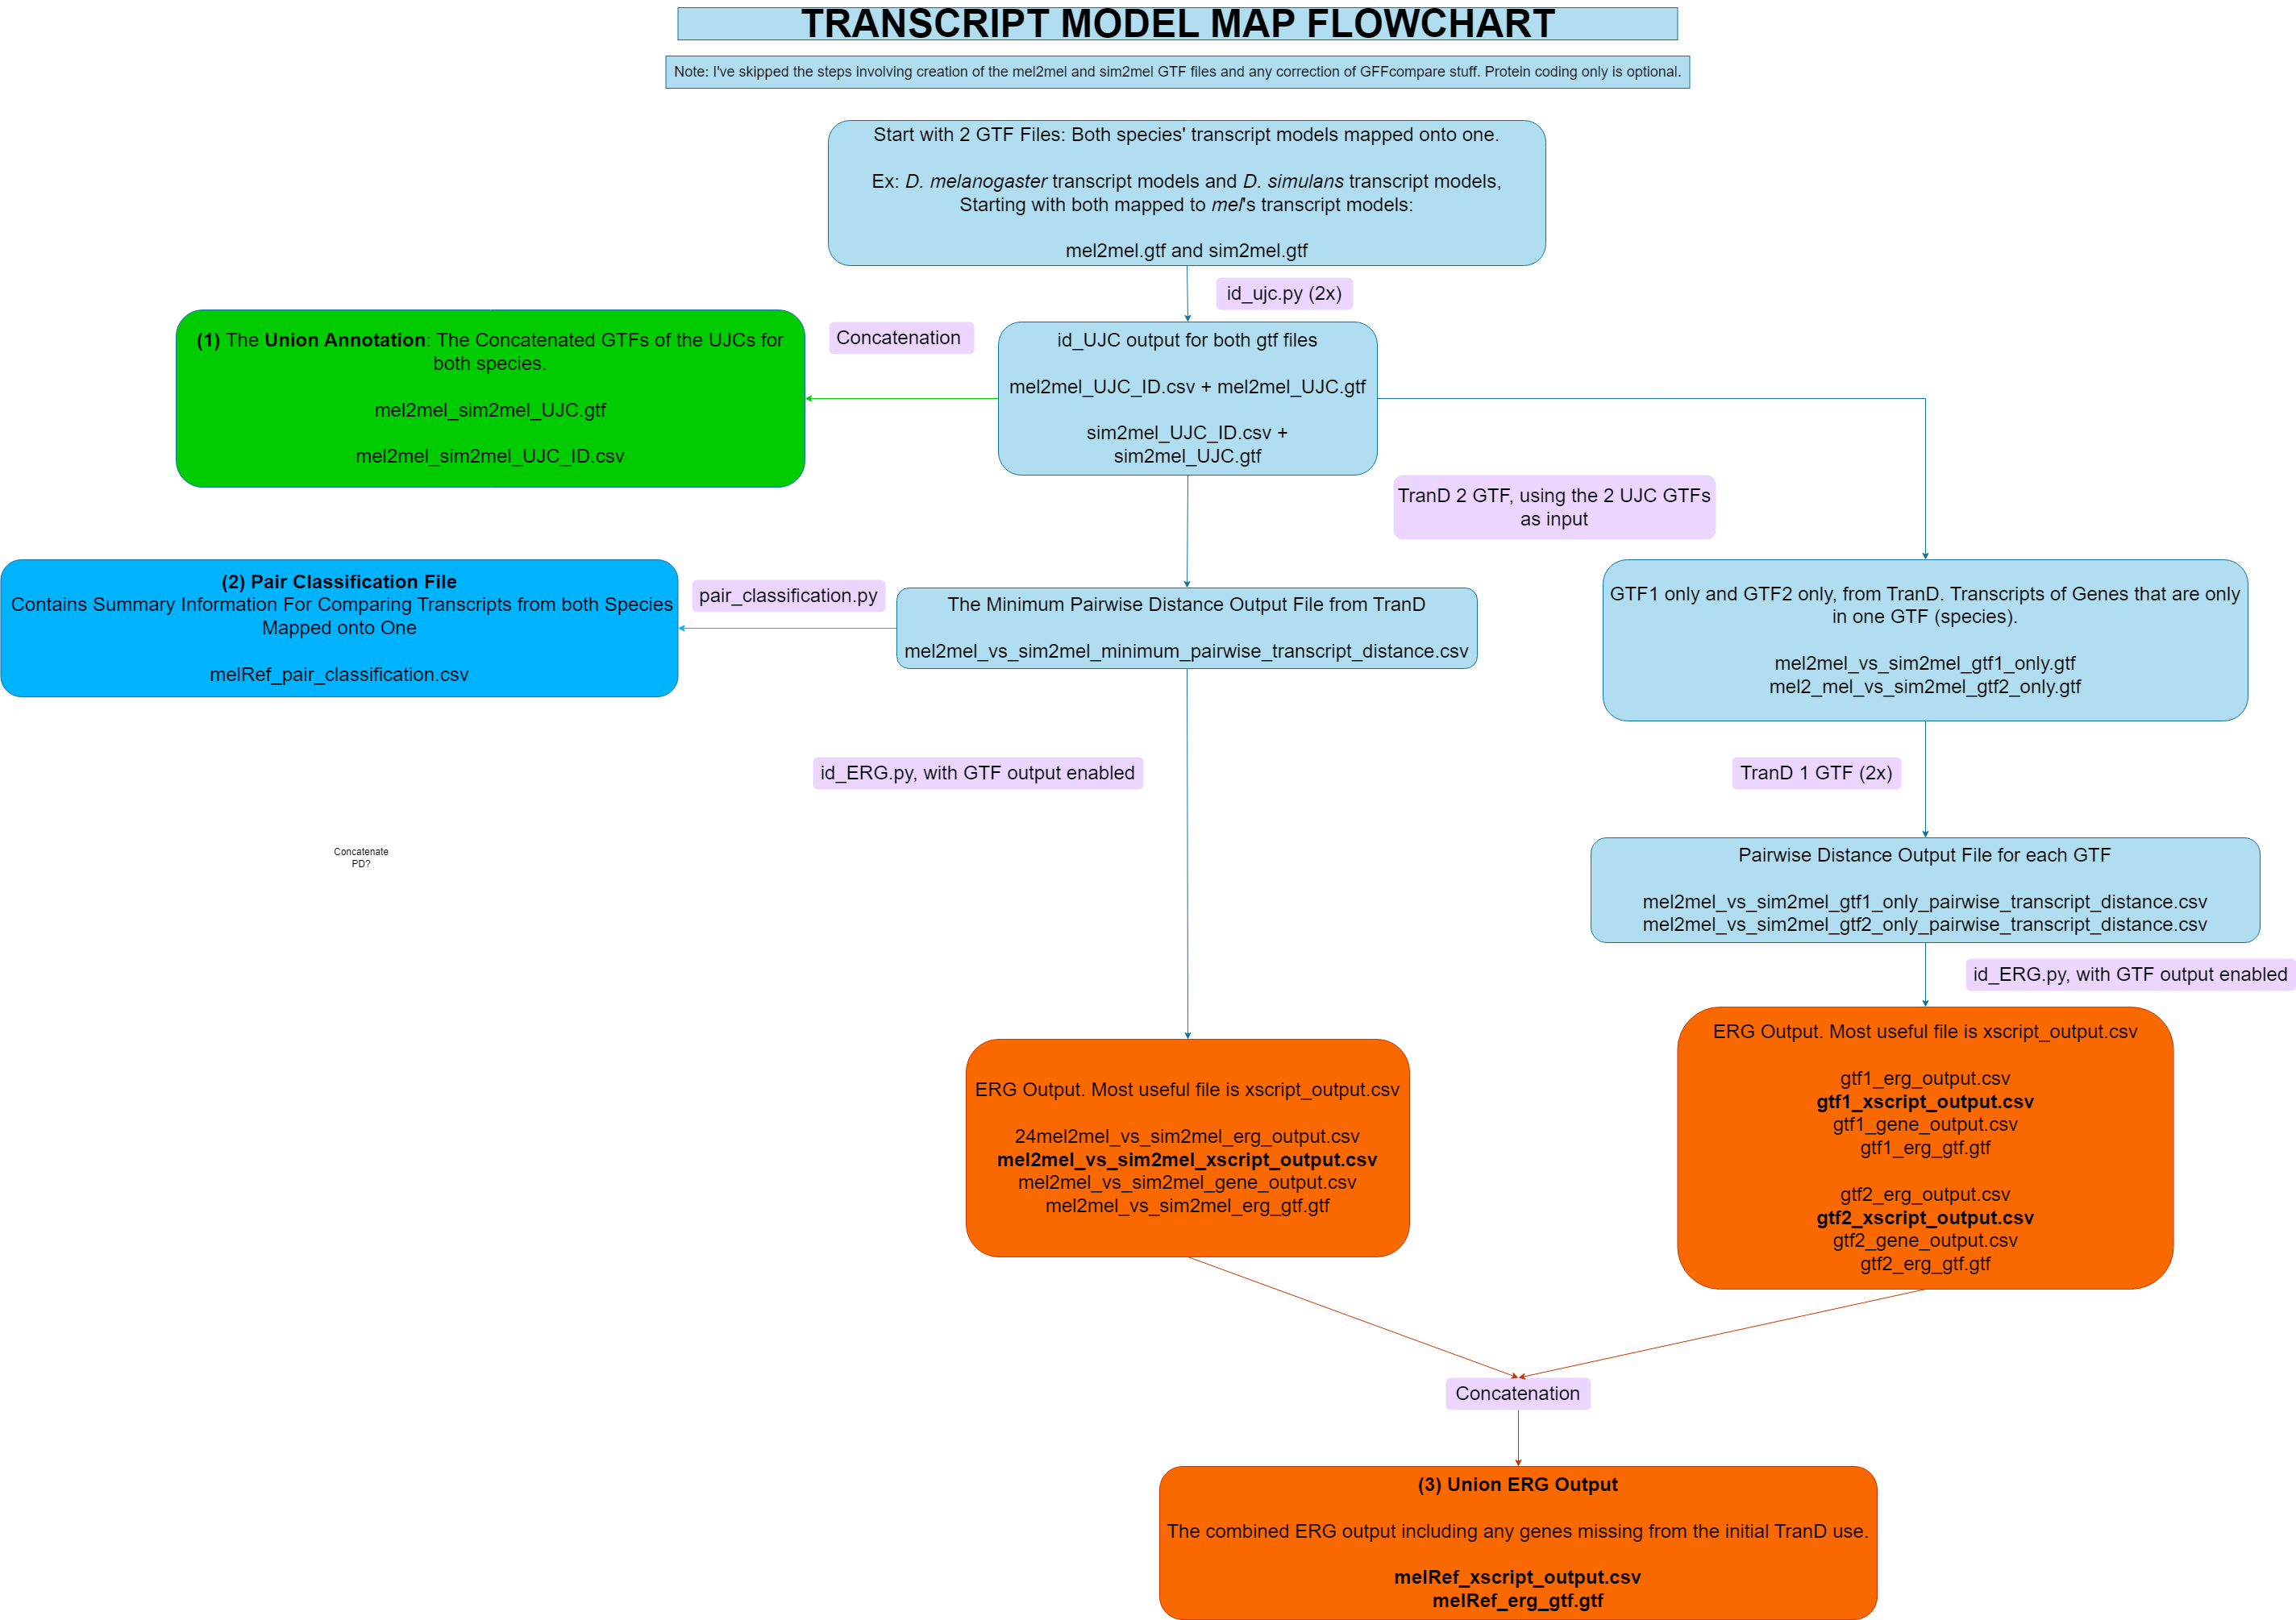 TRANSCRIPT MODEL MAP FLOWCHART
Note: I've skipped the steps involving creation of the mel2mel and sim2mel GTF files and any correction of GFFcompare stuff. Protein coding only is optional.
Start with 2 GTF Files: Both species' transcript models mapped onto one.
Ex: D. melanogaster transcript models and D. simulans transcript models,
Starting with both mapped to mel's transcript models:
mel2mel.gtf and sim2mel.gtf
id_ujc.py (2x)
(1) The Union Annotation: The Concatenated GTFs of the UJCs for
both species.
mel2mel_sim2mel_UJC.gtf
mel2mel_sim2mel_UJC_ID.csv
Concatenation
id_UJC output for both gtf files
mel2mel_UJC_ID.csv + mel2mel_UJC.gtf
sim2mel_UJC_ID.csv +
sim2mel_UJC.gtf
TranD 2 GTF, using the 2 UJC GTFs
as input
(2) Pair Classification File
Contains Summary Information For Comparing Transcripts from both Species
Mapped onto One
melRef_pair_classification.csv
pair_classification.py
The Minimum Pairwise Distance Output File from TranD
mel2mel_vs_sim2mel_minimum_pairwise_transcript_distance.csv
GTF1 only and GTF2 only, from TranD. Transcripts of Genes that are only
in one GTF (species).
mel2mel_vs_sim2mel_gtf1_only.gtf
mel2_mel_vs_sim2mel_gtf2_only.gtf
id_ERG.py, with GTF output enabled
TranD 1 GTF (2x)
Concatenate
PD?
Pairwise Distance Output File for each GTF
mel2mel_vs_sim2mel_gtf1_only_pairwise_transcript_distance.csv
mel2mel_vs_sim2mel_gtf2_only_pairwise_transcript_distance.csv
id_ERG.py, with GTF output enabled
ERG Output. Most useful file is xscript_output.csv
24mel2mel_vs_sim2mel_erg_output.csv
mel2mel_vs_sim2mel_xscript_output.csv
mel2mel_vs_sim2mel_gene_output.csv
mel2mel_vs_sim2mel_erg_gtf.gtf
ERG Output. Most useful file is xscript_output.csv
gtf1_erg_output.csv
gtf1_xscript_output.csv
gtf1_gene_output.csv
gtf1_erg_gtf.gtf
gtf2_erg_output.csv
gtf2_xscript_output.csv
gtf2_gene_output.csv
gtf2_erg_gtf.gtf
Concatenation
(3) Union ERG Output
The combined ERG output including any genes missing from the initial TranD use.
melRef_xscript_output.csv
melRef_erg_gtf.gtf